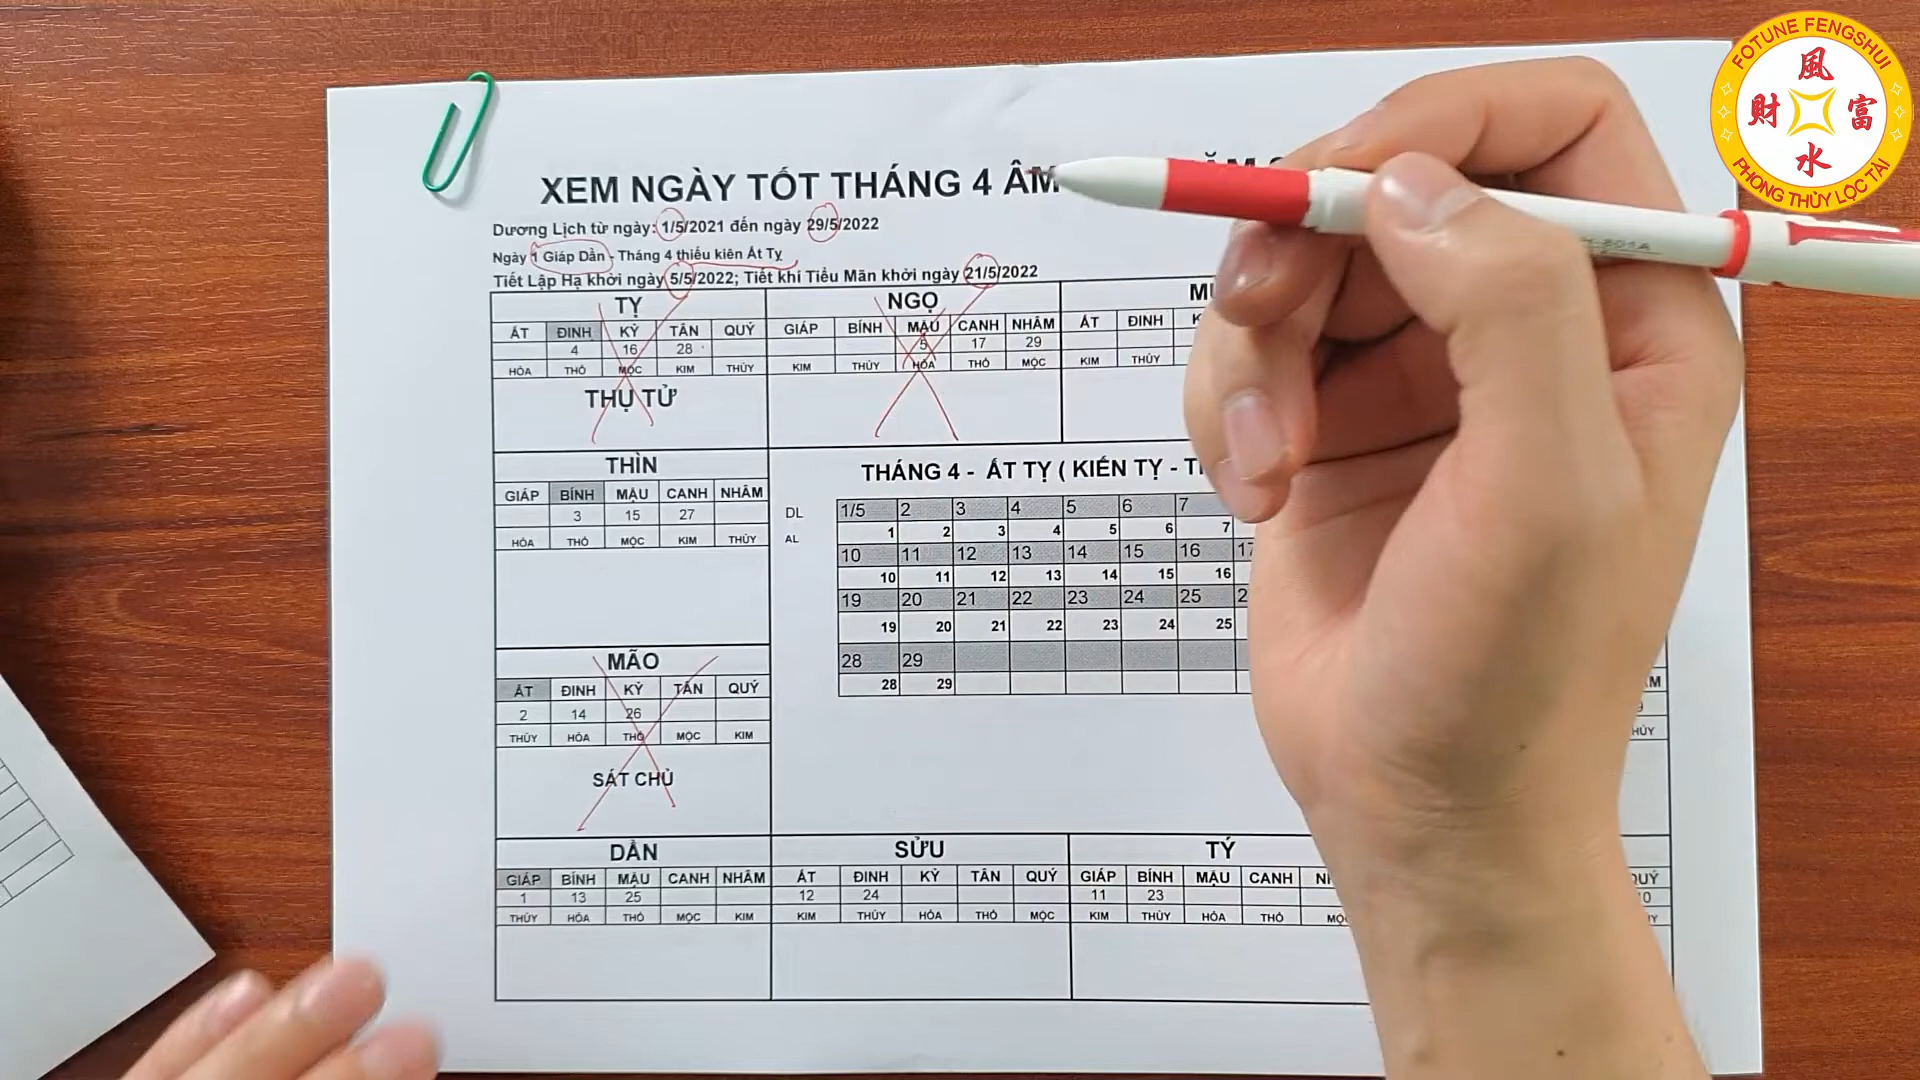 FOTUNE FENGSHUI
風
財 富
水
PHONG THỦY LỘC TÀI
XEM NGÀY TỐT THÁNG 4 ÂM
Dương Lịch từ ngày: 1/5/2021 đến ngày 29/5/2022
Ngày 1 Giáp Dần - Tháng 4 thiếu kiên Ất Tỵ
Tiết Lập Hạ khởi ngày 5/5/2022; Tiết khí Tiểu Mãn khởi ngày 21/5/2022
TỴ NGỌ
ẤT ĐINH KỶ TÂN QUÝ GIÁP BÍNH MẬU CANH NHÂM ẤT ĐINH
4 16 28 5 17 29
HỎA THỔ MỘC KIM THỦY KIM THỦY HỎA THỔ MỘC KIM THỦY
THỤ TỬ
THÌN
GIÁP BÍNH MẬU CANH NHÂM
3 15 27
HỎA THỔ MỘC KIM THỦY
THÁNG 4 - ẤT TỴ ( KIẾN TỴ -
DL 1/5 2 3 4 5 6 7
AL 1 2 3 4 5 6 7
10 11 12 13 14 15 16 17
10 11 12 13 14 15 16
19 20 21 22 23 24 25
19 20 21 22 23 24 25
28 29
28 29
MÃO
ẤT ĐINH KỶ TÂN QUÝ
2 14 26
THỦY HỎA THỔ MỘC KIM
SÁT CHỦ
DẦN SỬU TÝ
GIÁP BÍNH MẬU CANH NHÂM ẤT ĐINH KỶ TÂN QUÝ GIÁP BÍNH MẬU CANH
1 13 25 12 24 11 23
THỦY HỎA THỔ MỘC KIM KIM THỦY HỎA THỔ MỘC KIM THỦY HỎA THỔ